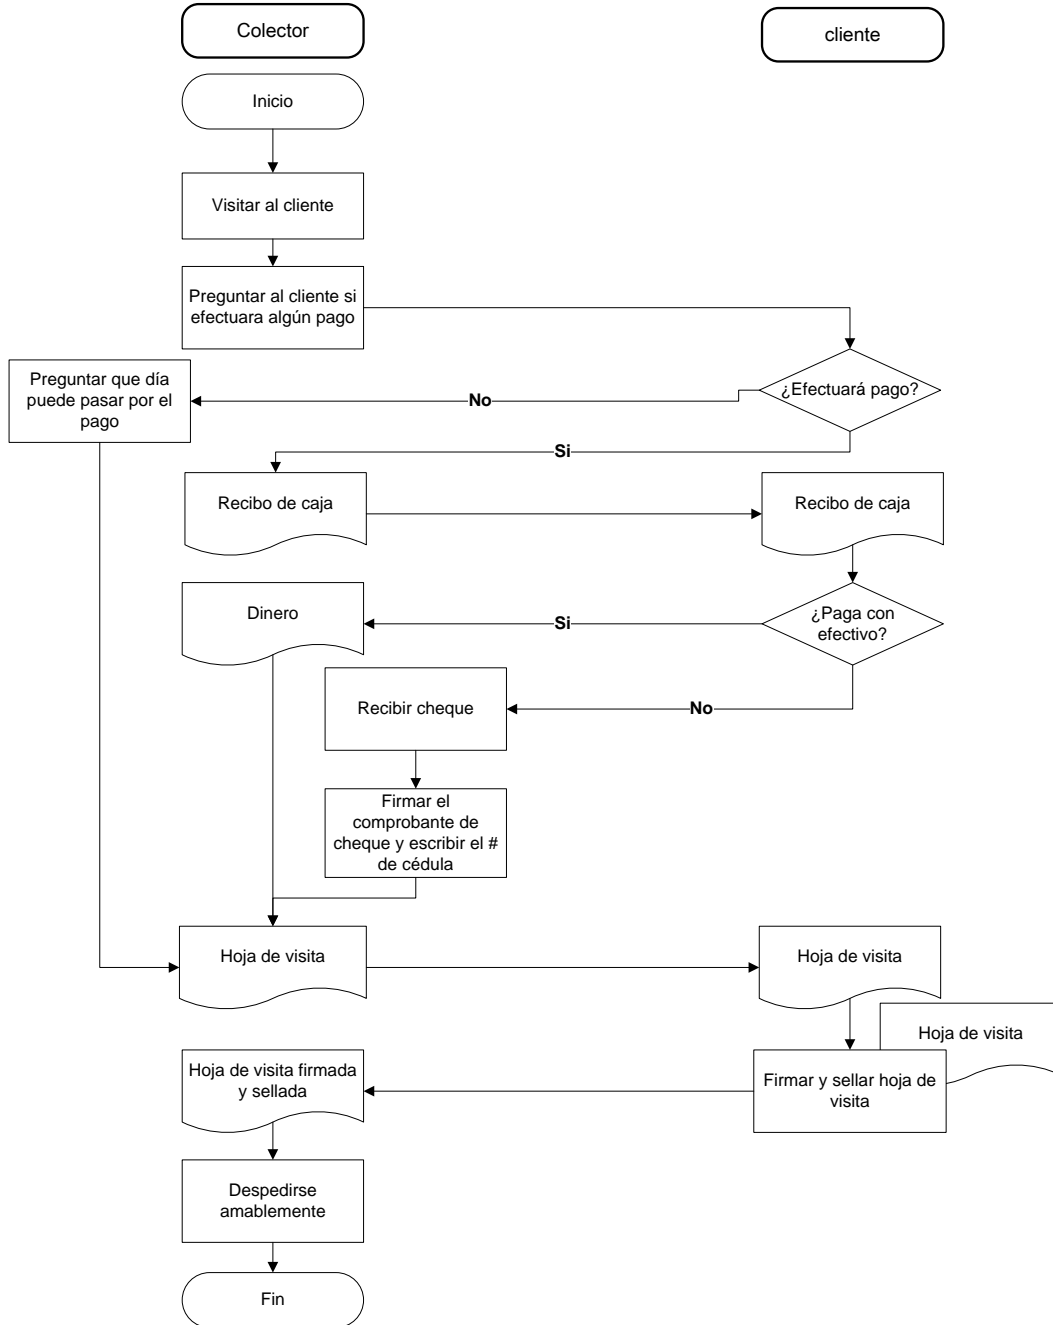 Colector
cliente
Inicio
Visitar al cliente
Preguntar al cliente si
efectuara algún pago
Preguntar que día
puede pasar por el
pago
¿Efectuará pago?
No
Si
Recibo de caja
Recibo de caja
Dinero
Si
¿Paga con
efectivo?
Recibir cheque
No
Firmar el
comprobante de
cheque y escribir el #
de cédula
Hoja de visita
Hoja de visita
Hoja de visita
Hoja de visita firmada
y sellada
Firmar y sellar hoja de
visita
Despedirse
amablemente
Fin